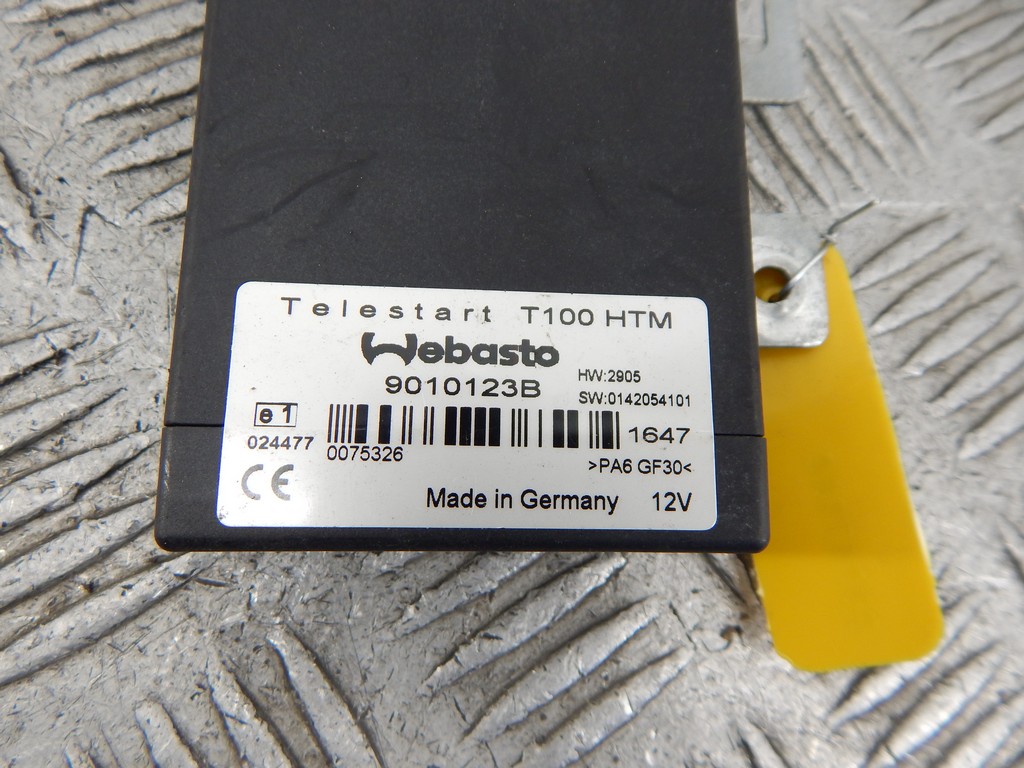 Telestart T100 HTM
Webasto
9010123B
HW:2905
SW:0142054101
e1
024477
0075326
1647
>PA6 GF30<
CE
Made in Germany 12V